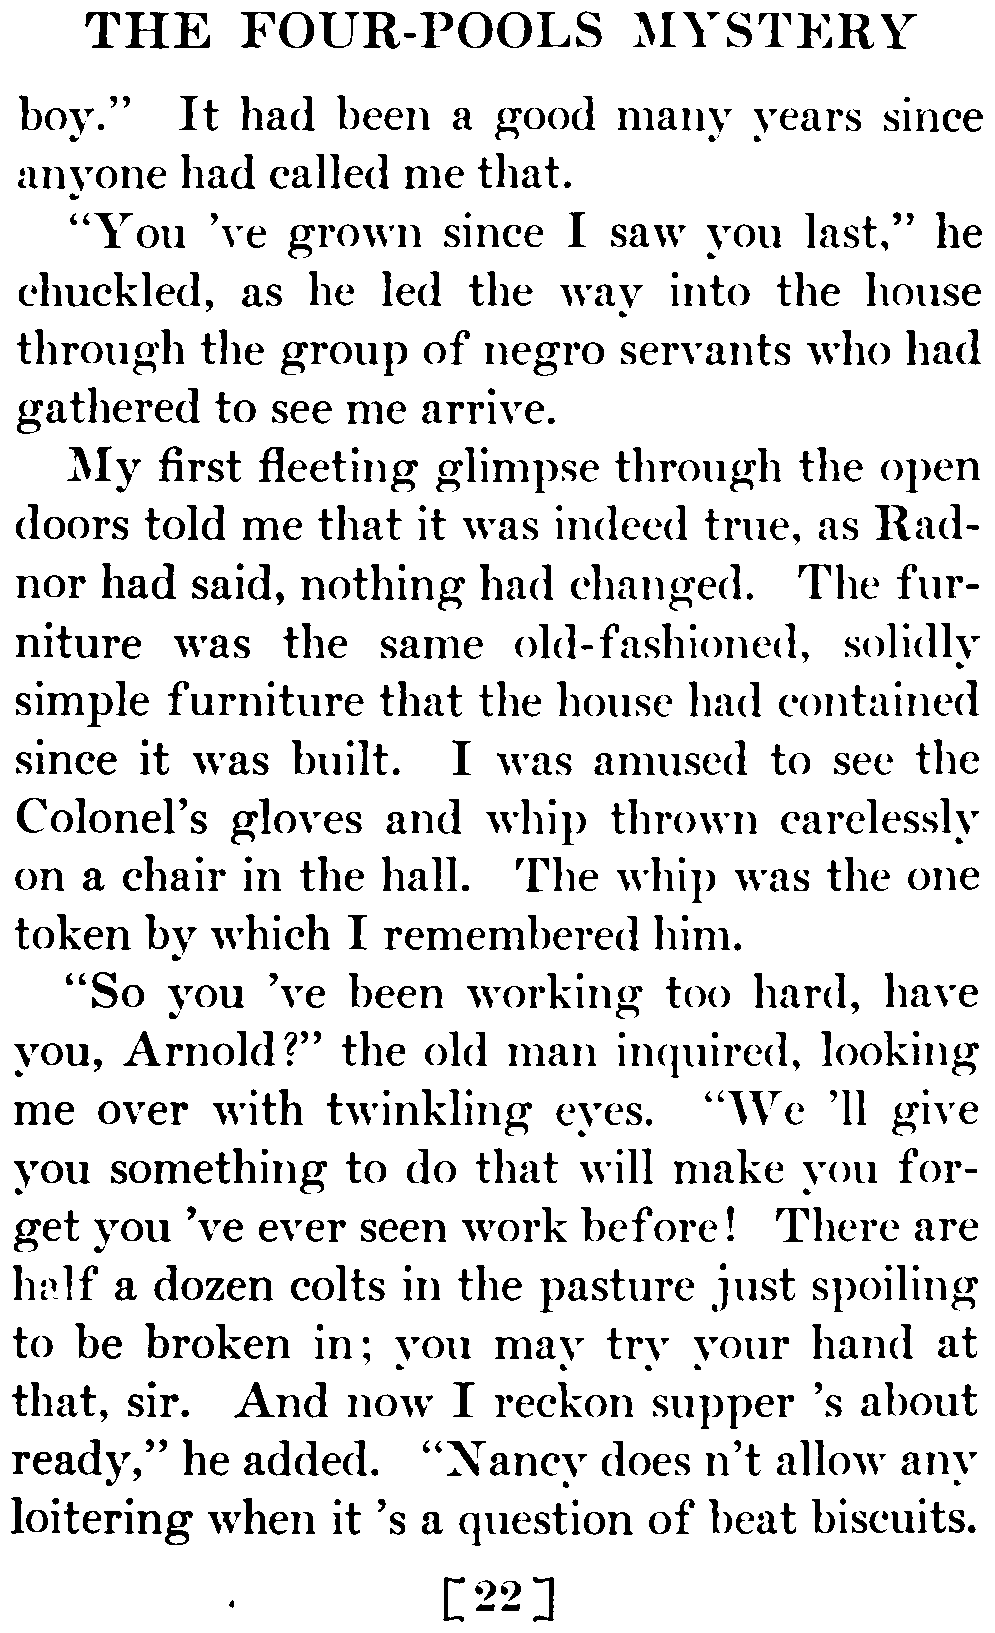 THE FOUR-POOLS MYSTERY
boy." It had been a good many years since
anyone had called me that.
"You 've grown since I saw you last," he
chuckled, as he led the way into the house
through the group of negro servants who had
gathered to see me arrive.
My first fleeting glimpse through the open
doors told me that it was indeed true, as Rad-
nor had said, nothing had changed. The fur-
niture was the same old-fashioned, solidly
simple furniture that the house had contained
since it was built. I was amused to see the
Colonel's gloves and whip thrown carelessly
on a chair in the hall. The whip was the one
token by which I remembered him.
"So you 've been working too hard, have
you, Arnold?" the old man inquired, looking
me over with twinkling eyes. "We 'll give
you something to do that will make you for-
get you 've ever seen work before! There are
half a dozen colts in the pasture just spoiling
to be broken in; you may try your hand at
that, sir. And now I reckon supper 's about
ready," he added. "Nancy does n't allow any
loitering when it 's a question of beat biscuits.
[22]